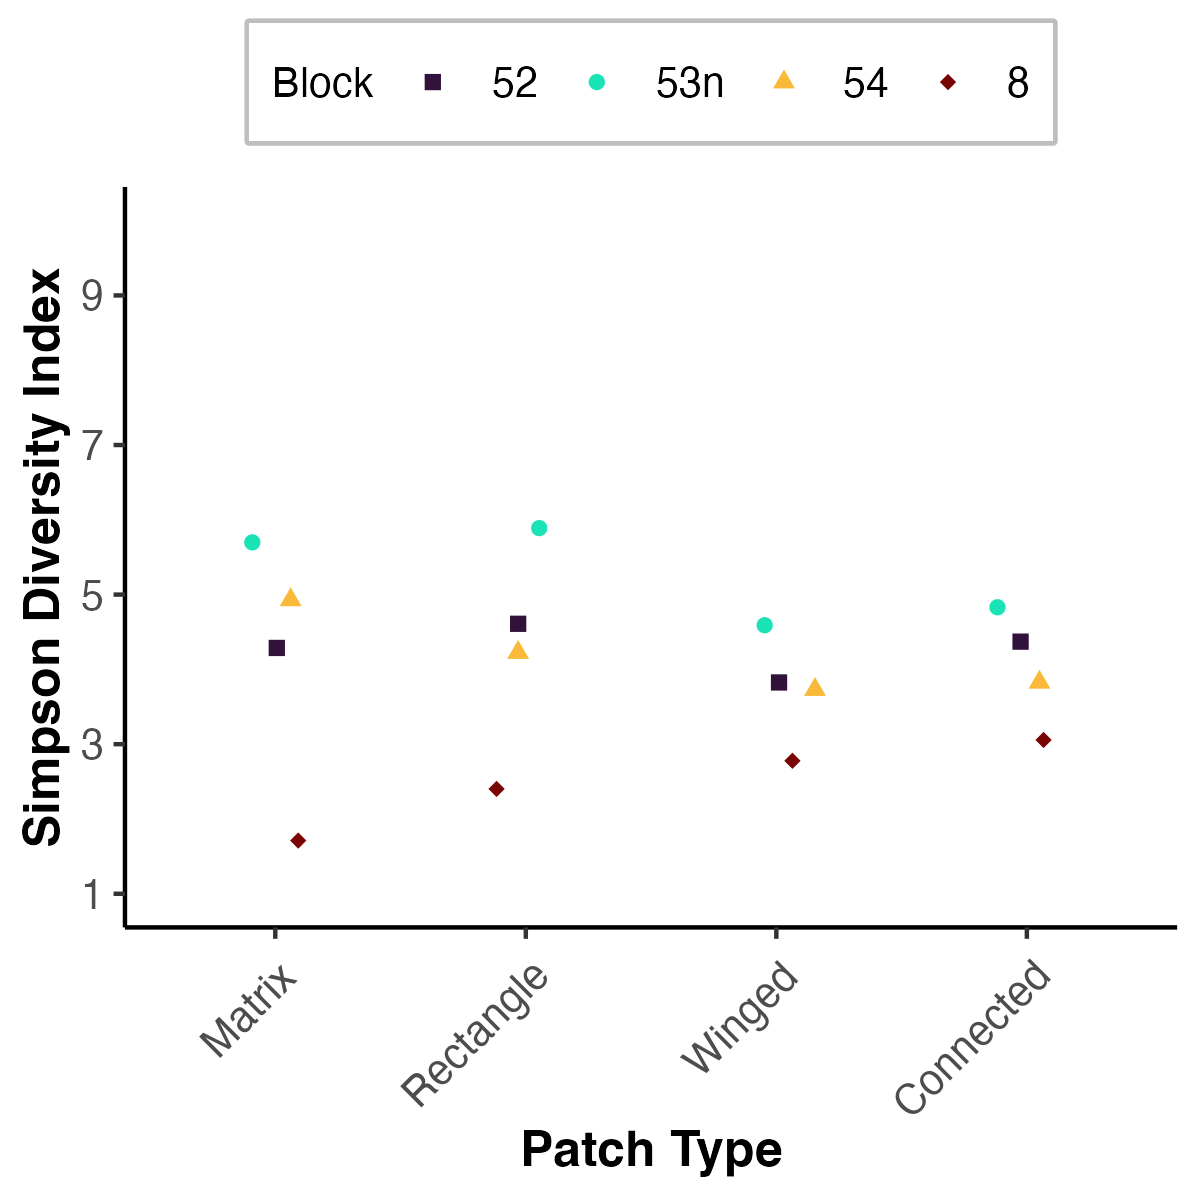 Block 52 53n 54 8
Simpson Diversity Index
9
7
5
3
1
Matrix Rectangle Winged Connected
Patch Type